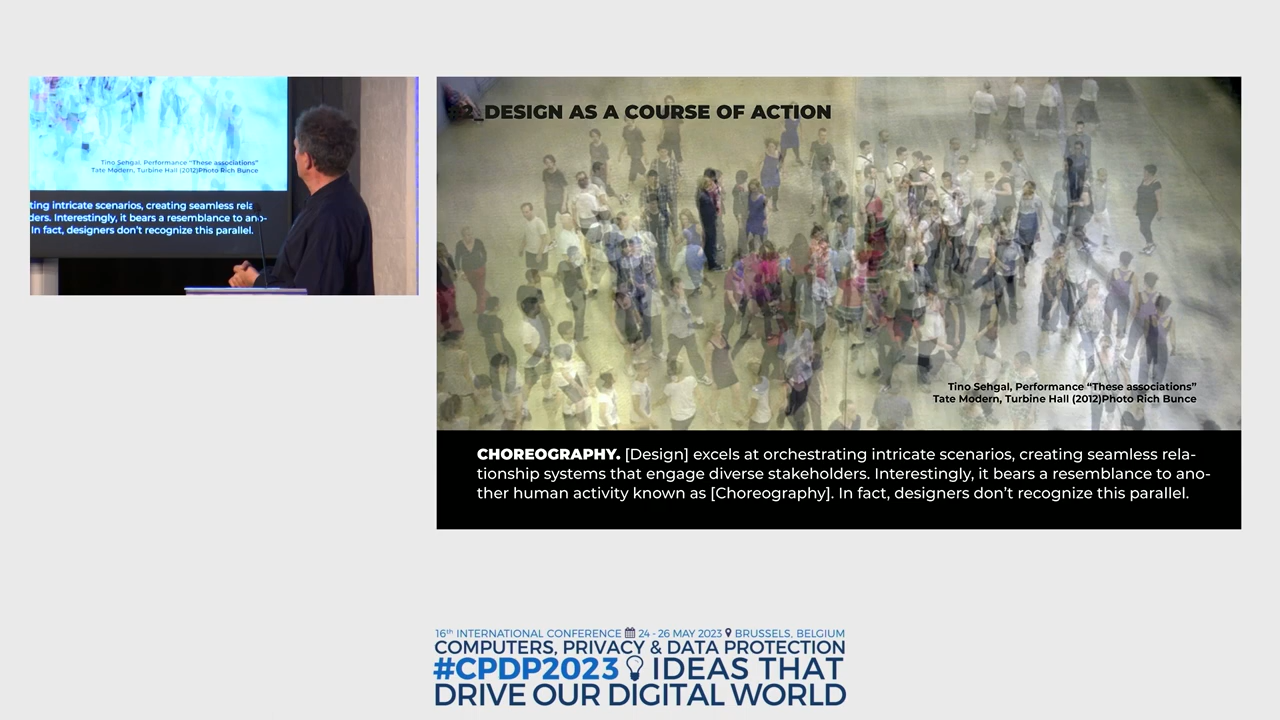 Tino Sehgal, Performance “These associations”
Tate Modern, Turbine Hall (2012)Photo Rich Bunce
ting intricate scenarios, creating seamless rela
ders. Interestingly, it bears a resemblance to ano-
In fact, designers don’t recognize this parallel.
#2_DESIGN AS A COURSE OF ACTION
Tino Sehgal, Performance “These associations”
Tate Modern, Turbine Hall (2012)Photo Rich Bunce
CHOREOGRAPHY. [Design] excels at orchestrating intricate scenarios, creating seamless rela-
tionship systems that engage diverse stakeholders. Interestingly, it bears a resemblance to ano-
ther human activity known as [Choreography]. In fact, designers don’t recognize this parallel.
16th INTERNATIONAL CONFERENCE 24 - 26 MAY 2023 BRUSSELS, BELGIUM
COMPUTERS, PRIVACY & DATA PROTECTION
#CPDP2023 IDEAS THAT
DRIVE OUR DIGITAL WORLD